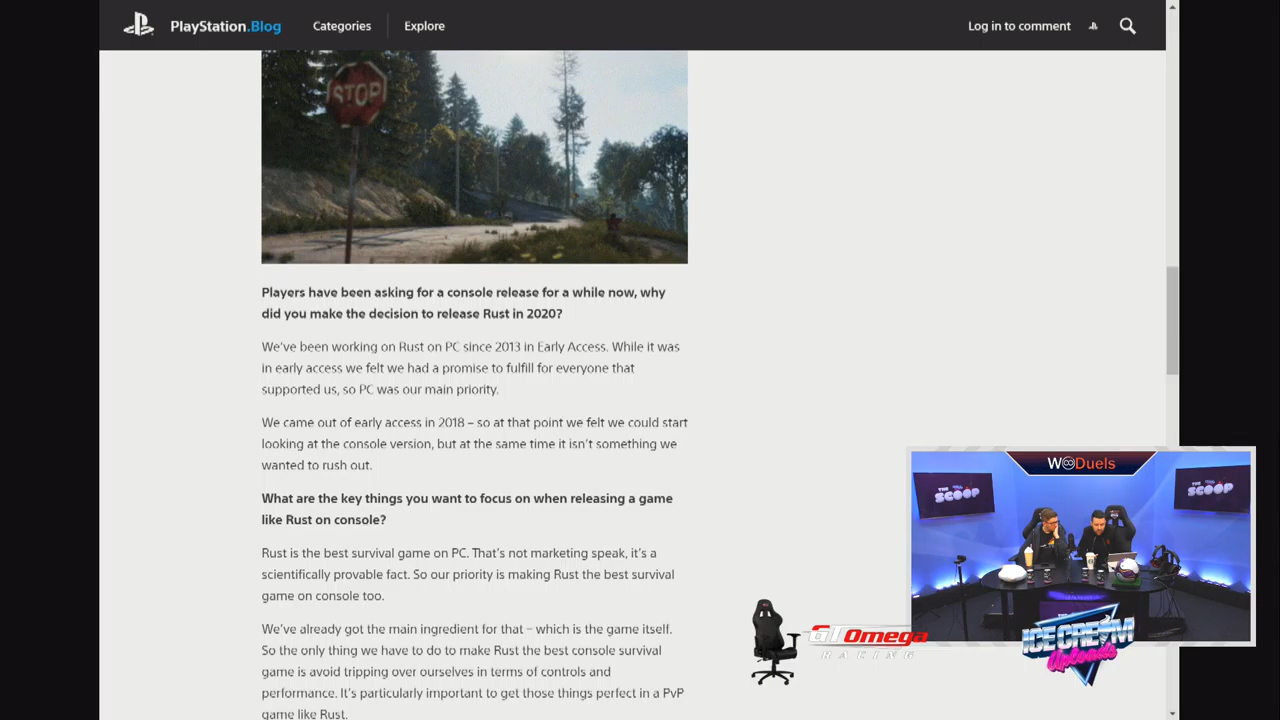 PlayStation.Blog Categories Explore Log in to comment
STOP
Players have been asking for a console release for a while now, why
did you make the decision to release Rust in 2020?
We've been working on Rust on PC since 2013 in Early Access. While it was
in early access we felt we had a promise to fulfill for everyone that
supported us, so PC was our main priority.
We came out of early access in 2018 – so at that point we felt we could start
looking at the console version, but at the same time it isn't something we
wanted to rush out.
What are the key things you want to focus on when releasing a game
like Rust on console?
Rust is the best survival game on PC. That's not marketing speak, it's a
scientifically provable fact. So our priority is making Rust the best survival
game on console too.
We've already got the main ingredient for that – which is the game itself.
So the only thing we have to do to make Rust the best console survival
game is avoid tripping over ourselves in terms of controls and
performance. It's particularly important to get those things perfect in a PvP
game like Rust.
W∞Duels
THE
SCOOP
THE
SCOOP
GTOmega
RACING
ICE CREAM
Uploads